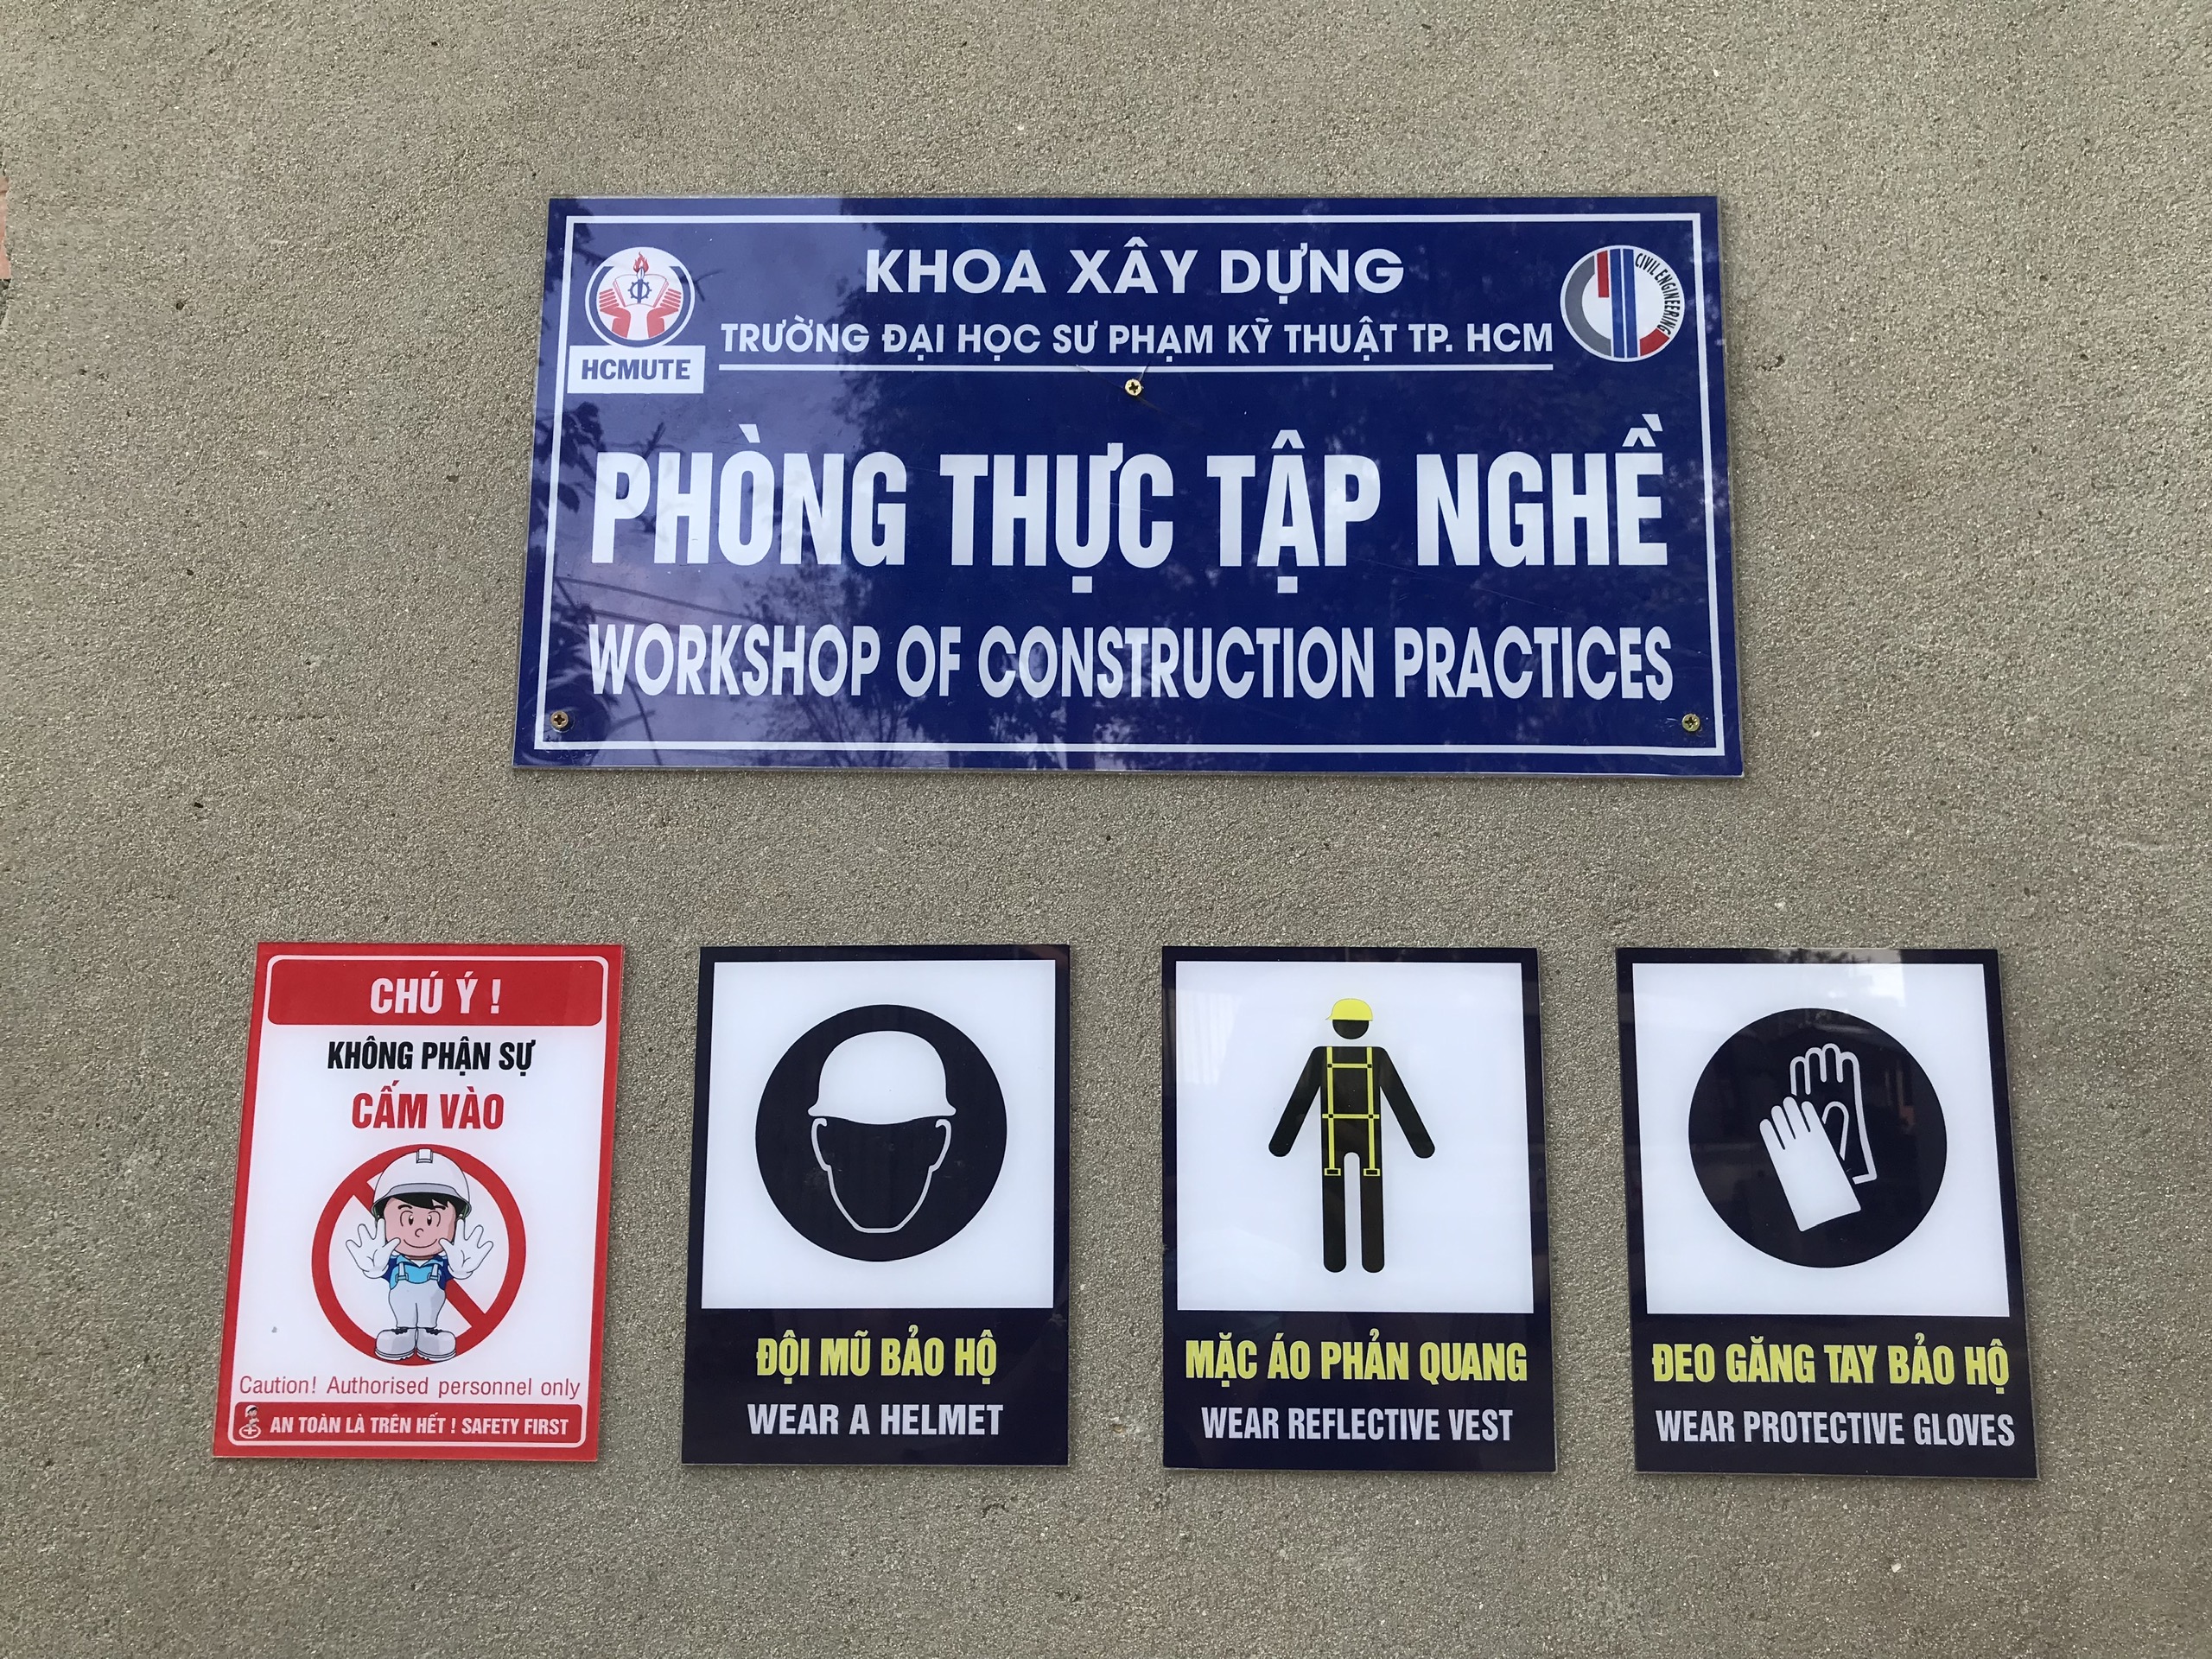 KHOA XÂY DỰNG
TRƯỜNG ĐẠI HỌC SƯ PHẠM KỸ THUẬT TP. HCM
HCMUTE
CIVIL ENGINEERING
PHÒNG THỰC TẬP NGHỀ
WORKSHOP OF CONSTRUCTION PRACTICES
CHÚ Ý !
KHÔNG PHẬN SỰ
CẤM VÀO
Caution! Authorised personnel only
AN TOÀN LÀ TRÊN HẾT ! SAFETY FIRST
ĐỘI MŨ BẢO HỘ
WEAR A HELMET
MẶC ÁO PHẢN QUANG
WEAR REFLECTIVE VEST
ĐEO GĂNG TAY BẢO HỘ
WEAR PROTECTIVE GLOVES